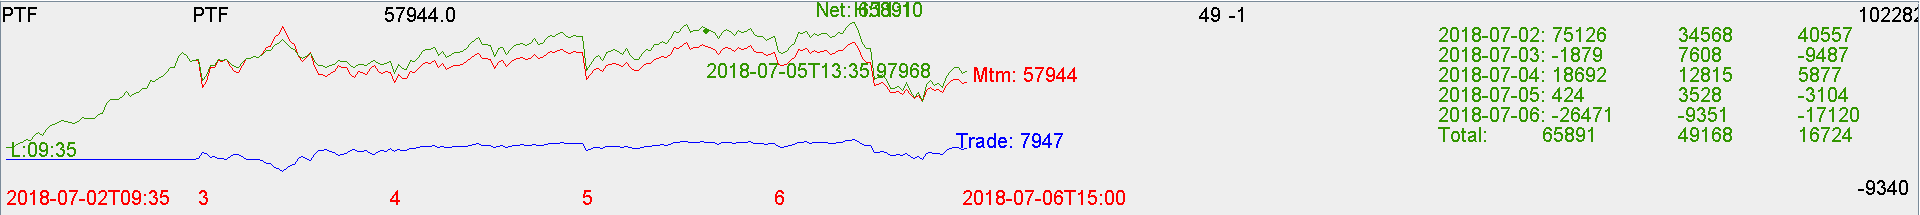 PTF PTF 57944.0 Net: 65891 49 -1 102282
2018-07-02: 75126 34568 40557
2018-07-03: -1879 7608 -9487
2018-07-04: 18692 12815 5877
2018-07-05: 424 3528 -3104
2018-07-06: -26471 -9351 -17120
Total: 65891 49168 16724
2018-07-05T13:35,97968
Mtm: 57944
Trade: 7947
L:09:35
-9340
2018-07-02T09:35 3 4 5 6 2018-07-06T15:00